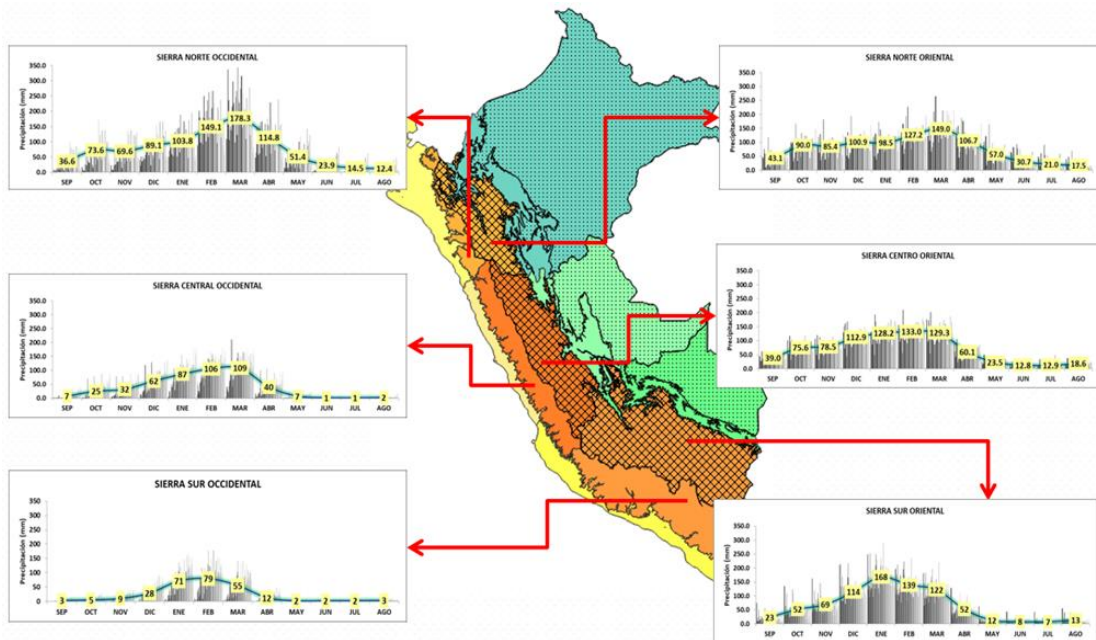 SIERRA NORTE OCCIDENTAL
Precipitación (mm)
350.0
300.0
250.0
200.0
150.0
100.0
50.0
0.0
36.6 73.6 69.6 89.1 103.8 149.1 178.3 114.8 51.4 23.9 14.5 12.4
SEP OCT NOV DIC ENE FEB MAR ABR MAY JUN JUL AGO
SIERRA NORTE ORIENTAL
Precipitación (mm)
350.0
300.0
250.0
200.0
150.0
100.0
50.0
0.0
43.1 90.0 85.4 100.9 98.5 127.2 149.0 106.7 57.0 30.7 21.0 17.5
SEP OCT NOV DIC ENE FEB MAR ABR MAY JUN JUL AGO
SIERRA CENTRAL OCCIDENTAL
Precipitación (mm)
350.0
300.0
250.0
200.0
150.0
100.0
50.0
0.0
7 25 32 62 87 106 109 40 7 1 1 2
SEP OCT NOV DIC ENE FEB MAR ABR MAY JUN JUL AGO
SIERRA CENTRO ORIENTAL
Precipitación (mm)
350.0
300.0
250.0
200.0
150.0
100.0
50.0
0.0
39.0 75.6 78.5 112.9 128.2 133.0 129.3 60.1 23.5 12.8 12.9 18.6
SEP OCT NOV DIC ENE FEB MAR ABR MAY JUN JUL AGO
SIERRA SUR OCCIDENTAL
Precipitación (mm)
350
300
250
200
150
100
50
0
3 5 9 28 71 79 55 12 2 2 2 3
SEP OCT NOV DIC ENE FEB MAR ABR MAY JUN JUL AGO
SIERRA SUR ORIENTAL
Precipitación (mm)
350.0
300.0
250.0
200.0
150.0
100.0
50.0
0.0
23 52 69 114 168 139 122 52 12 8 7 13
SEP OCT NOV DIC ENE FEB MAR ABR MAY JUN JUL AGO